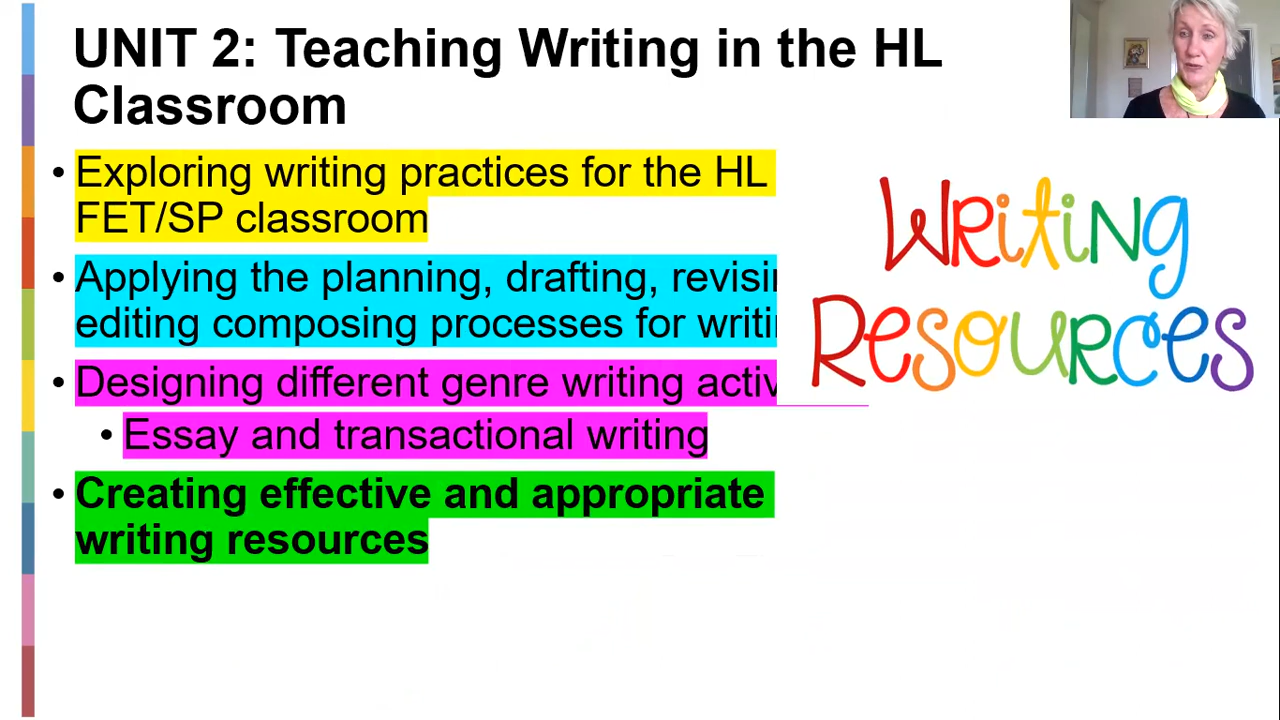 UNIT 2: Teaching Writing in the HL
Classroom
• Exploring writing practices for the HL
FET/SP classroom
• Applying the planning, drafting,
editing composing processes for
• Designing different genre writing
• Essay and transactional writing
• Creating effective and appropriate
writing resources
Writing
Resources